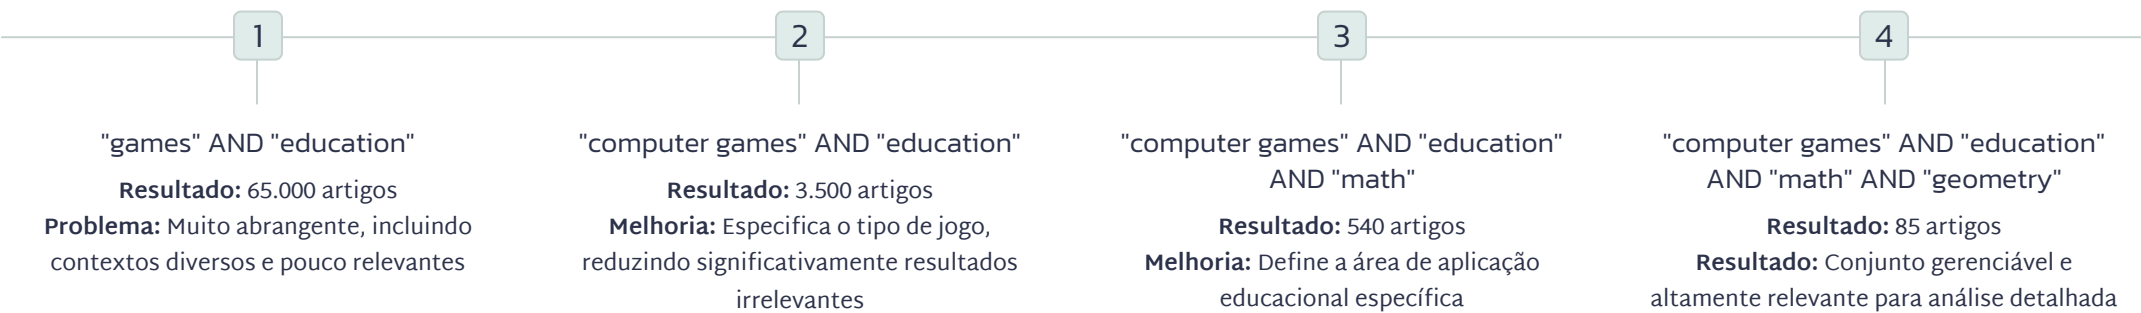 1
"games" AND "education"
Resultado: 65.000 artigos
Problema: Muito abrangente, incluindo
contextos diversos e pouco relevantes
2
"computer games" AND "education"
Resultado: 3.500 artigos
Melhoria: Especifica o tipo de jogo,
reduzindo significativamente resultados
irrelevantes
3
"computer games" AND "education"
AND "math"
Resultado: 540 artigos
Melhoria: Define a área de aplicação
educacional específica
4
"computer games" AND "education"
AND "math" AND "geometry"
Resultado: 85 artigos
Resultado: Conjunto gerenciável e
altamente relevante para análise detalhada